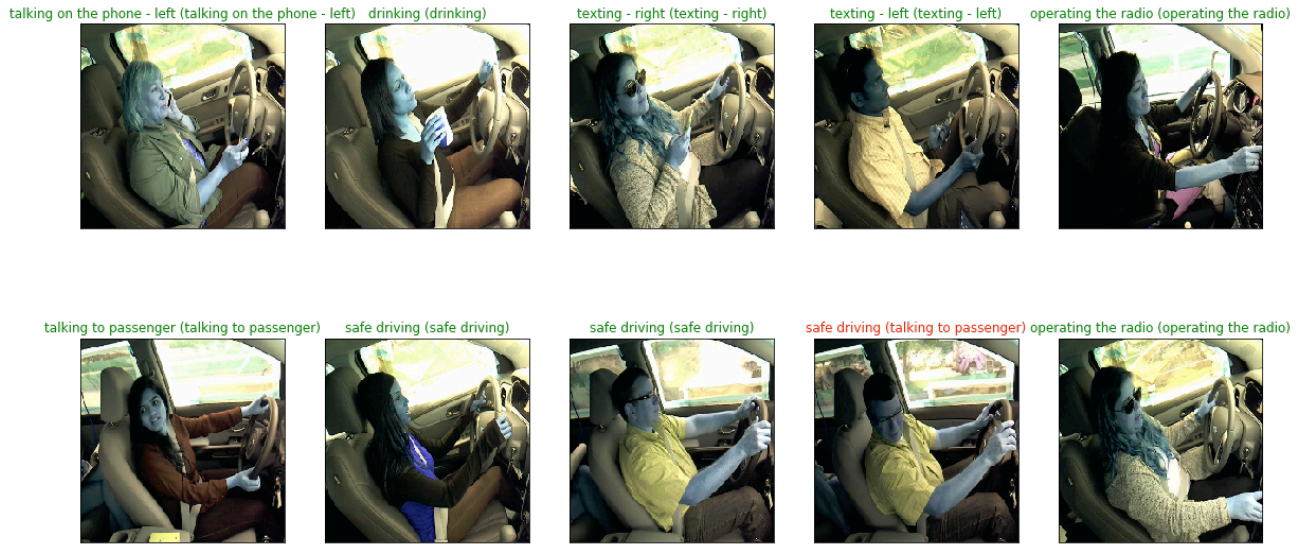 talking on the phone - left (talking on the phone - left)
drinking (drinking)
texting - right (texting - right)
texting - left (texting - left)
operating the radio (operating the radio)
talking to passenger (talking to passenger)
safe driving (safe driving)
safe driving (safe driving)
safe driving (talking to passenger)
operating the radio (operating the radio)